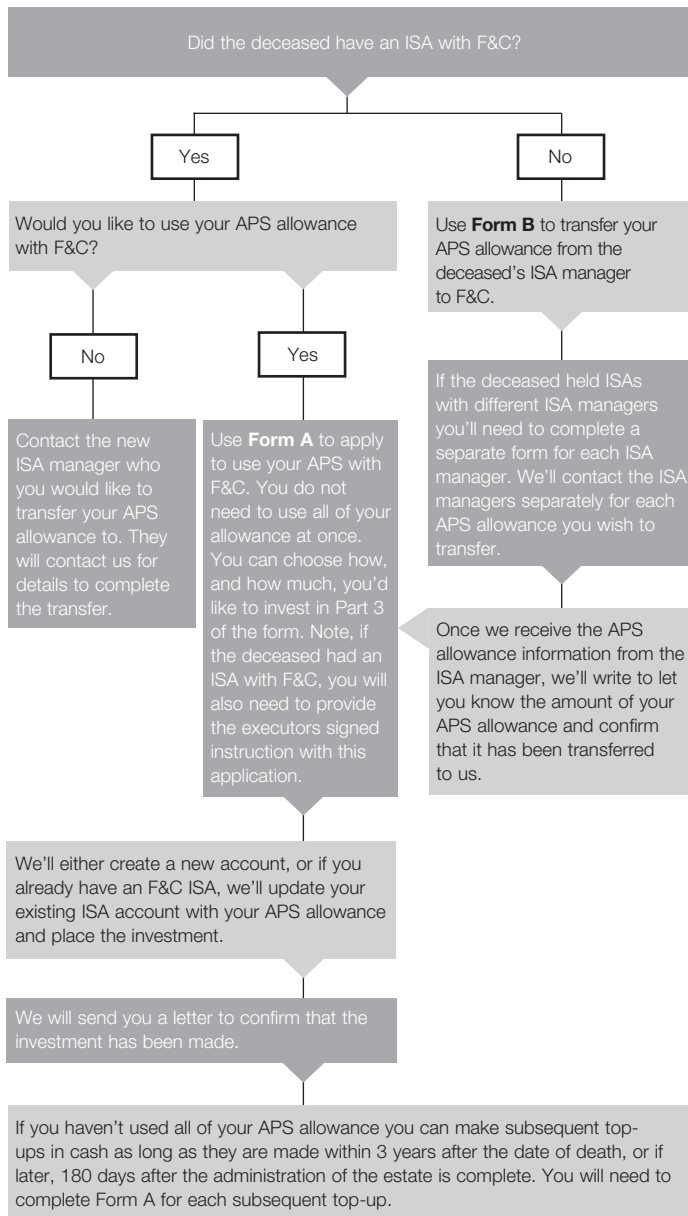 Did the deceased have an ISA with F&C?
Yes
No
Would you like to use your APS allowance
with F&C?
Use Form B to transfer your
APS allowance from the
deceased's ISA manager
to F&C.
No
Yes
If the deceased held ISAs
with different ISA managers
you'll need to complete a
separate form for each ISA
manager. We'll contact the ISA
managers separately for each
APS allowance you wish to
transfer.
Contact the new
ISA manager who
you would like to
transfer your APS
allowance to. They
will contact us for
details to complete
the transfer.
Use Form A to apply
to use your APS with
F&C. You do not
need to use all of your
allowance at once.
You can choose how,
and how much, you'd
like to invest in Part 3
of the form. Note, if
the deceased had an
ISA with F&C, you will
also need to provide
the executors signed
instruction with this
application.
Once we receive the APS
allowance information from the
ISA manager, we'll write to let
you know the amount of your
APS allowance and confirm
that it has been transferred
to us.
We'll either create a new account, or if you
already have an F&C ISA, we'll update your
existing ISA account with your APS allowance
and place the investment.
We will send you a letter to confirm that the
investment has been made.
If you haven't used all of your APS allowance you can make subsequent top-
ups in cash as long as they are made within 3 years after the date of death, or if
later, 180 days after the administration of the estate is complete. You will need to
complete Form A for each subsequent top-up.